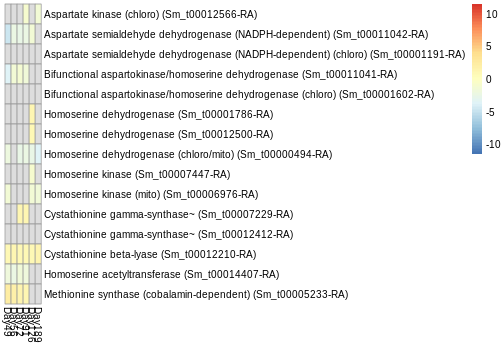 Aspartate kinase (chloro) (Sm_t00012566-RA)
Aspartate semialdehyde dehydrogenase (NADPH-dependent) (Sm_t00011042-RA)
Aspartate semialdehyde dehydrogenase (NADPH-dependent) (chloro) (Sm_t00001191-RA)
Bifunctional aspartokinase/homoserine dehydrogenase (Sm_t00011041-RA)
Bifunctional aspartokinase/homoserine dehydrogenase (chloro) (Sm_t00001602-RA)
Homoserine dehydrogenase (Sm_t00001786-RA)
Homoserine dehydrogenase (Sm_t00012500-RA)
Homoserine dehydrogenase (chloro/mito) (Sm_t00000494-RA)
Homoserine kinase (Sm_t00007447-RA)
Homoserine kinase (mito) (Sm_t00006976-RA)
Cystathionine gamma-synthase~ (Sm_t00007229-RA)
Cystathionine gamma-synthase~ (Sm_t00012412-RA)
Cystathionine beta-lyase (Sm_t00012210-RA)
Homoserine acetyltransferase (Sm_t00014407-RA)
Methionine synthase (cobalamin-dependent) (Sm_t00005233-RA)
10
5
0
-5
-10
Day49
Day189